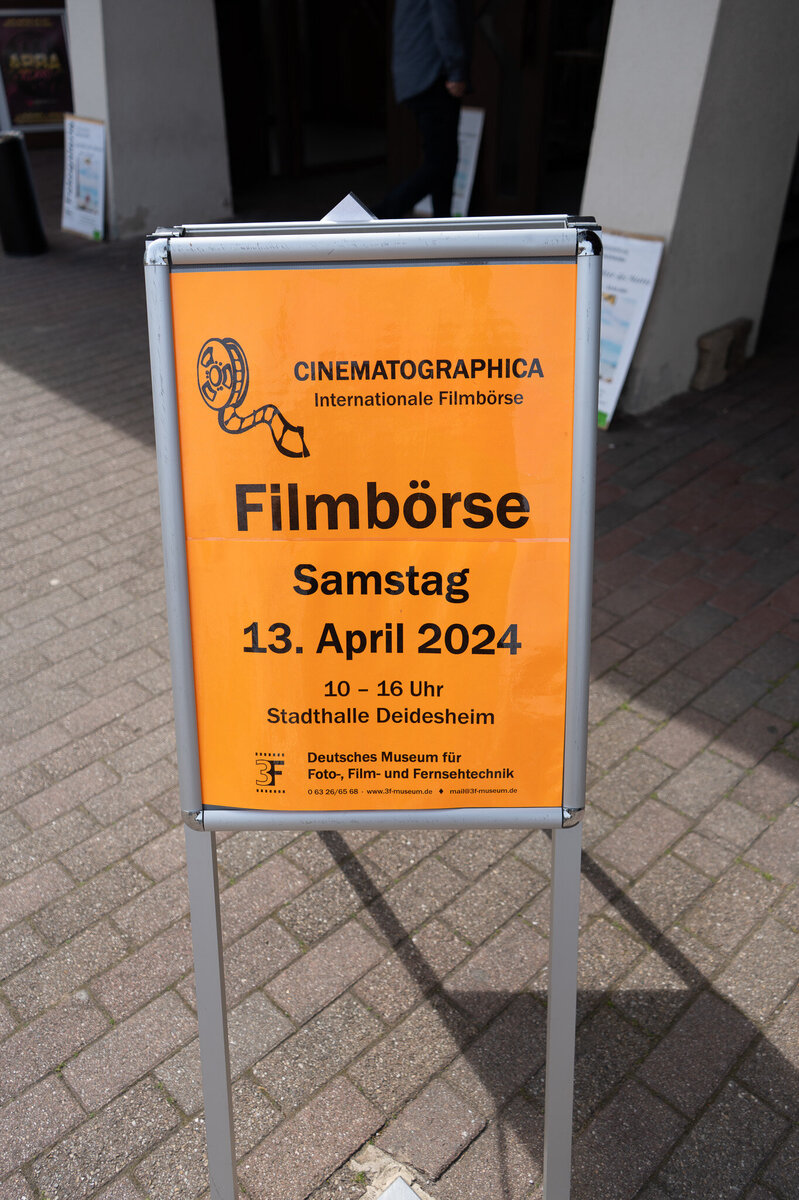 CINEMATOGRAPHICA
Internationale Filmbörse
Filmbörse
Samstag
13. April 2024
10 – 16 Uhr
Stadthalle Deidesheim
3F
Deutsches Museum für
Foto-, Film- und Fernsehtechnik
0 63 26/65 68 · www.3f-museum.de ♦ mail@3f-museum.de
ABBA